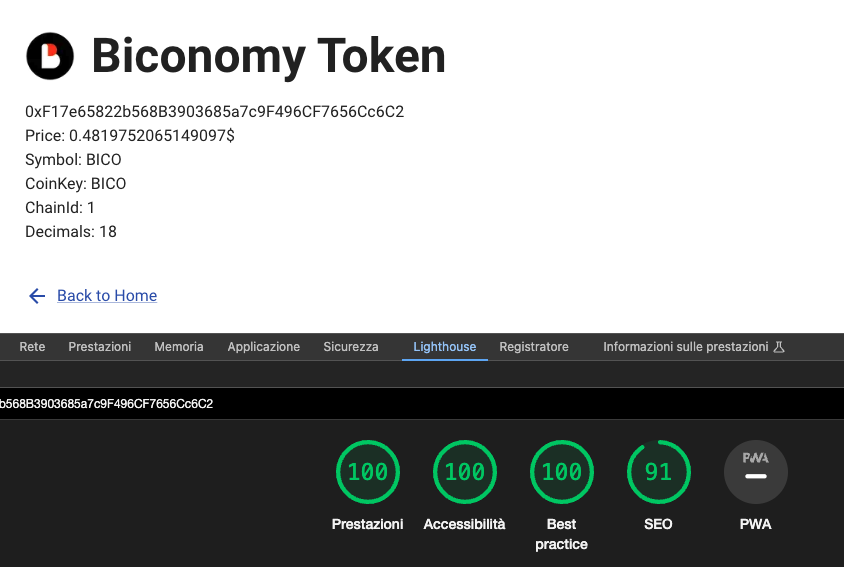 B
Biconomy Token
0xF17e65822b568B3903685a7c9F496CF7656Cc6C2
Price: 0.4819752065149097$
Symbol: BICO
CoinKey: BICO
ChainId: 1
Decimals: 18
Back to Home
Rete Prestazioni Memoria Applicazione Sicurezza Lighthouse Registratore Informazioni sulle prestazioni
b568B3903685a7c9F496CF7656Cc6C2
100 100 100 91 PWA
Prestazioni Accessibilità Best practice SEO PWA